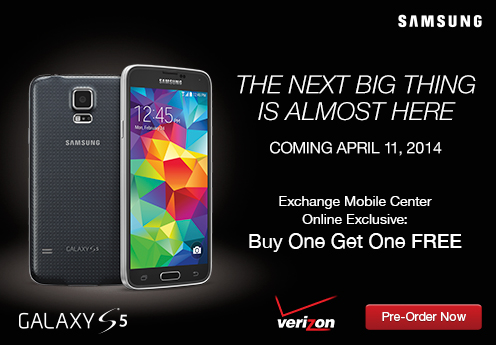 SAMSUNG
THE NEXT BIG THING
IS ALMOST HERE
COMING APRIL 11, 2014
Exchange Mobile Center
Online Exclusive:
Buy One Get One FREE
SAMSUNG
SAMSUNG
12:45
GALAXY S5
GALAXY S5
verizon
Pre-Order Now